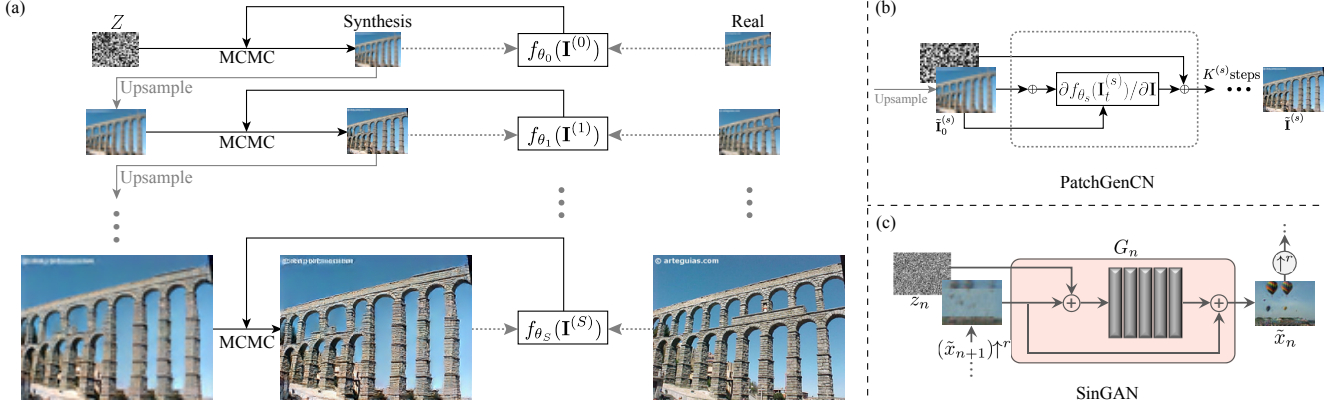 (a)
Z
Synthesis
Real
MCMC
f_{θ_0}(I^{(0)})
Upsample
MCMC
f_{θ_1}(I^{(1)})
Upsample
© arteguias.com
MCMC
f_{θ_S}(I^{(S)})
(b)
Upsample
Ĩ_0^{(s)}
∂f_{θ_S}(I_t^{(s)})/∂I
K^{(s)} steps
Ĩ^{(s)}
PatchGenCN
(c)
G_n
z_n
(x̃_{n+1})↑^r
↑^r
x̃_n
SinGAN